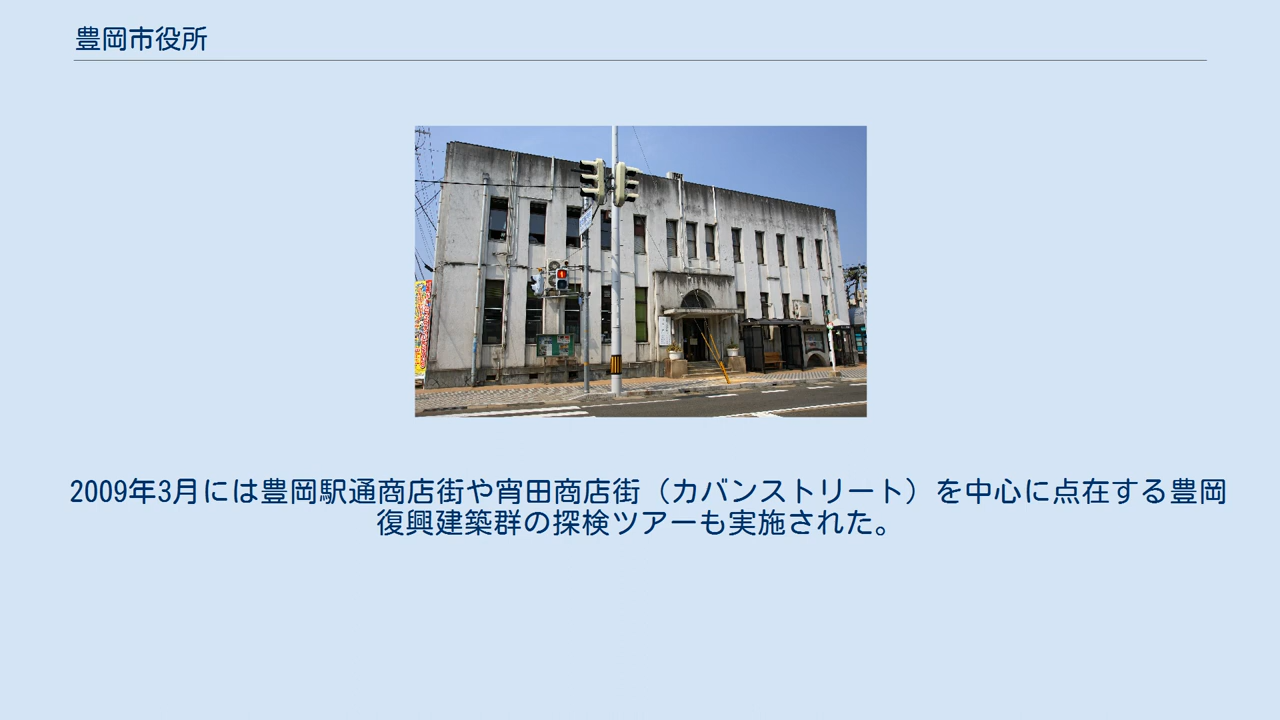 豊岡市役所
2009年3月には豊岡駅通商店街や宵田商店街（カバンストリート）を中心に点在する豊岡
復興建築群の探検ツアーも実施された。